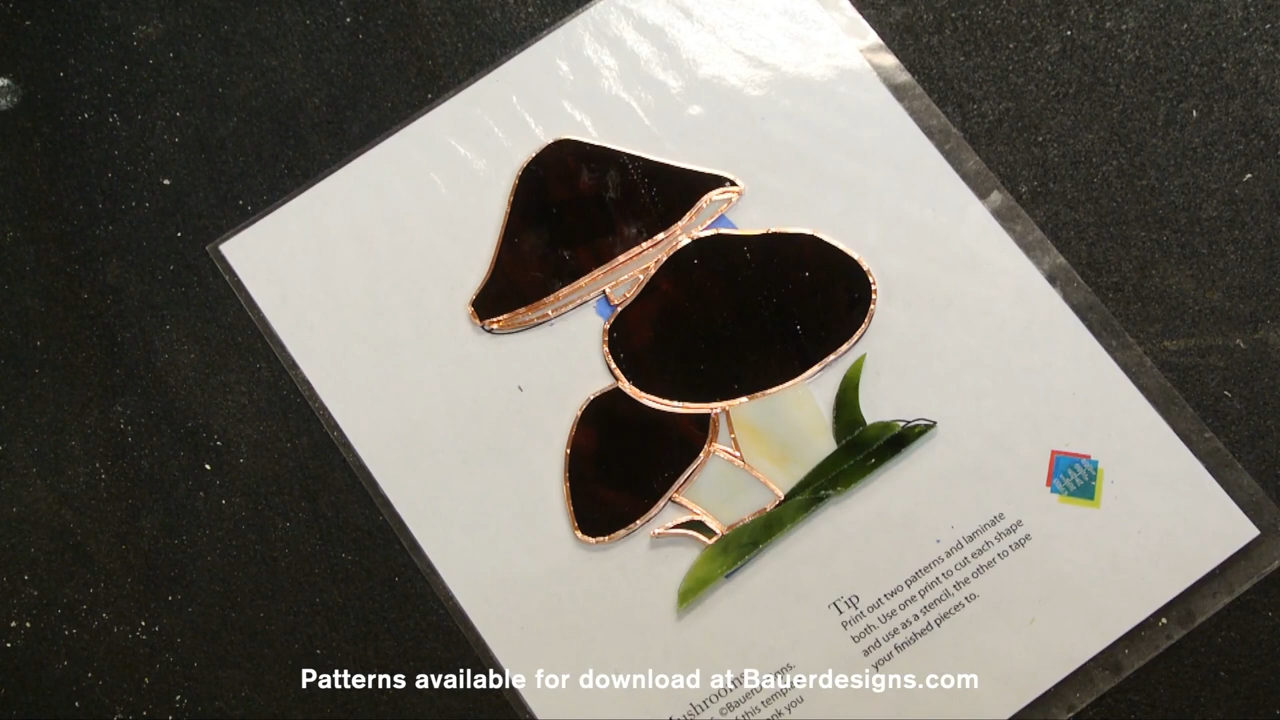 Tip
Print out two patterns and laminate
both. Use one print to cut each shape
and use as a stencil, the other to tape
your finished pieces to.
©BauerDesigns.
Patterns available for download at Bauerdesigns.com